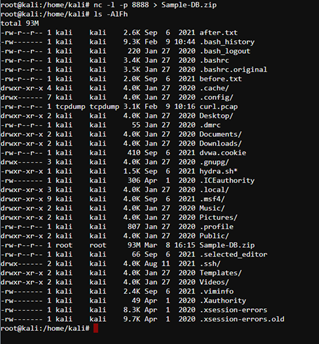 root@kali:/home/kali# nc -l -p 8888 > Sample-DB.zip
root@kali:/home/kali# ls -AlFh
total 93M
-rw-r--r-- 1 kali kali 2.6K Sep 6 2021 after.txt
-rw-r--r-- 1 kali kali 9.3K Feb 9 10:44 .bash_history
-rw-r--r-- 1 kali kali 220 Jan 27 2020 .bash_logout
-rw-r--r-- 1 kali kali 3.4K Jan 27 2020 .bashrc
-rw-r--r-- 1 kali kali 3.5K Jan 27 2020 .bashrc.original
-rw-r--r-- 1 kali kali 2.0K Sep 6 2021 before.txt
drwxr-xr-x 4 kali kali 4.0K Jan 27 2020 .cache/
drwx------ 7 kali kali 4.0K Jan 27 2020 .config/
-rw-r--r-- 1 tcpdump tcpdump 3.1K Feb 9 10:16 curl.pcap
drwxr-xr-x 2 kali kali 4.0K Jan 27 2020 Desktop/
-rw-r--r-- 1 kali kali 55 Jan 27 2020 .dmrc
drwxr-xr-x 2 kali kali 4.0K Jan 27 2020 Documents/
drwxr-xr-x 2 kali kali 4.0K Jan 27 2020 Downloads/
-rw-r--r-- 1 kali kali 410 Sep 6 2021 dvwa.cookie
drwx------ 3 kali kali 4.0K Jan 27 2020 .gnupg/
-rwxr-xr-x 1 kali kali 1.5K Sep 6 2021 hydra.sh*
-rw------- 1 kali kali 306 Apr 1 2020 .ICEauthority
drwxr-xr-x 3 kali kali 4.0K Jan 27 2020 .local/
drwxr-xr-x 9 kali kali 4.0K Sep 6 2021 .msf4/
drwxr-xr-x 2 kali kali 4.0K Jan 27 2020 Music/
drwxr-xr-x 2 kali kali 4.0K Jan 27 2020 Pictures/
-rw-r--r-- 1 kali kali 807 Jan 27 2020 .profile
drwxr-xr-x 2 kali kali 4.0K Jan 27 2020 Public/
-rw-r--r-- 1 root root 93M Mar 8 16:15 Sample-DB.zip
-rw-r--r-- 1 kali kali 66 Sep 6 2021 .selected_editor
drwx------ 2 kali kali 4.0K Aug 11 2021 .ssh/
drwxr-xr-x 2 kali kali 4.0K Jan 27 2020 Templates/
drwxr-xr-x 2 kali kali 4.0K Jan 27 2020 Videos/
-rw------- 1 kali kali 2.4K Sep 6 2021 .viminfo
-rw------- 1 kali kali 49 Apr 1 2020 .Xauthority
-rw------- 1 kali kali 8.3K Apr 1 2020 .xsession-errors
-rw------- 1 kali kali 9.7K Apr 1 2020 .xsession-errors.old
root@kali:/home/kali#